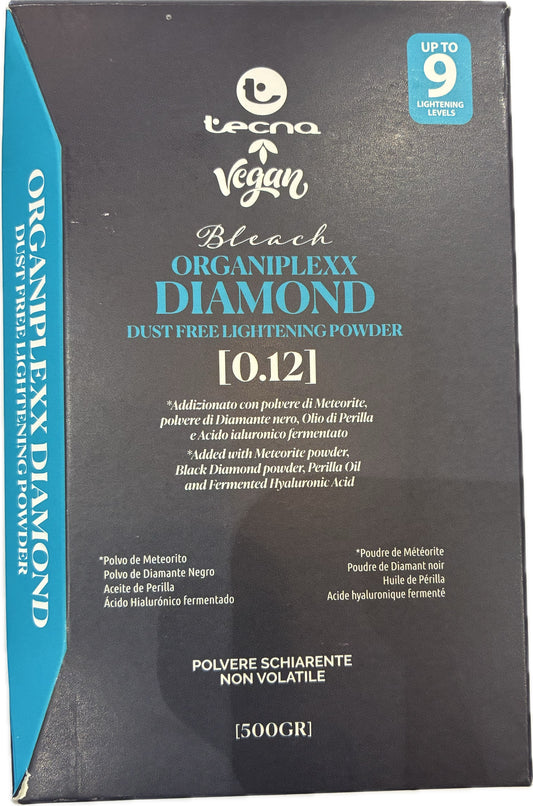 UP TO
9
LIGHTENING
LEVELS
tecna
Vegan
Bleach
ORGANIPLEXX
DIAMOND
DUST FREE LIGHTENING POWDER
[0.12]
*Addizionato con polvere di Meteorite,
polvere di Diamante nero, Olio di Perilla
e Acido ialuronico fermentato
*Added with Meteorite powder,
Black Diamond powder, Perilla Oil
and Fermented Hyaluronic Acid
*Polvo de Meteorito
Polvo de Diamante Negro
Aceite de Perilla
Ácido Hialurónico fermentado
*Poudre de Météorite
Poudre de Diamant noir
Huile de Périlla
Acide hyaluronique fermenté
POLVERE SCHIARENTE
NON VOLATILE
[500GR]
ORGANIPLEXX DIAMOND
DUST FREE LIGHTENING POWDER